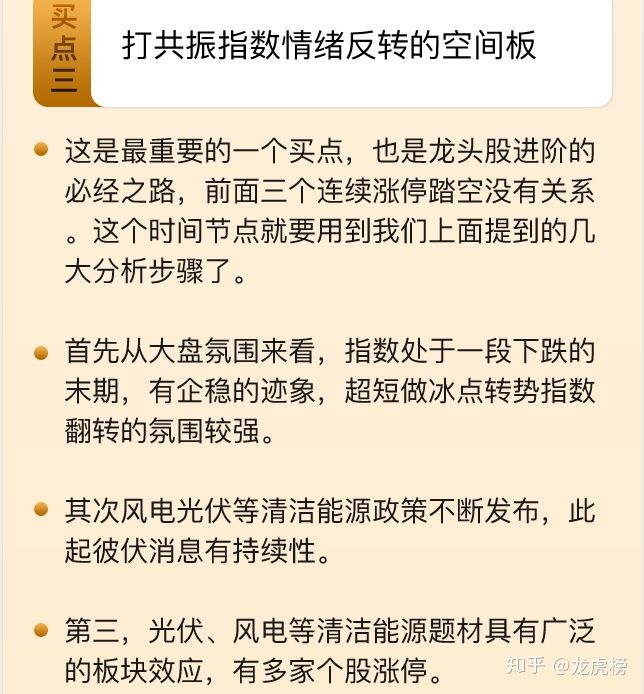 买点三
打共振指数情绪反转的空间板
这是最重要的一个买点，也是龙头股进阶的
必经之路，前面三个连续涨停踏空没有关系
。这个时间节点就要用到我们上面提到的几
大分析步骤了。
首先从大盘氛围来看，指数处于一段下跌的
末期，有企稳的迹象，超短做冰点转势指数
翻转的氛围较强。
其次风电光伏等清洁能源政策不断发布，此
起彼伏消息有持续性。
第三，光伏、风电等清洁能源题材具有广泛
的板块效应，有多家个股涨停。
知乎 @龙虎榜